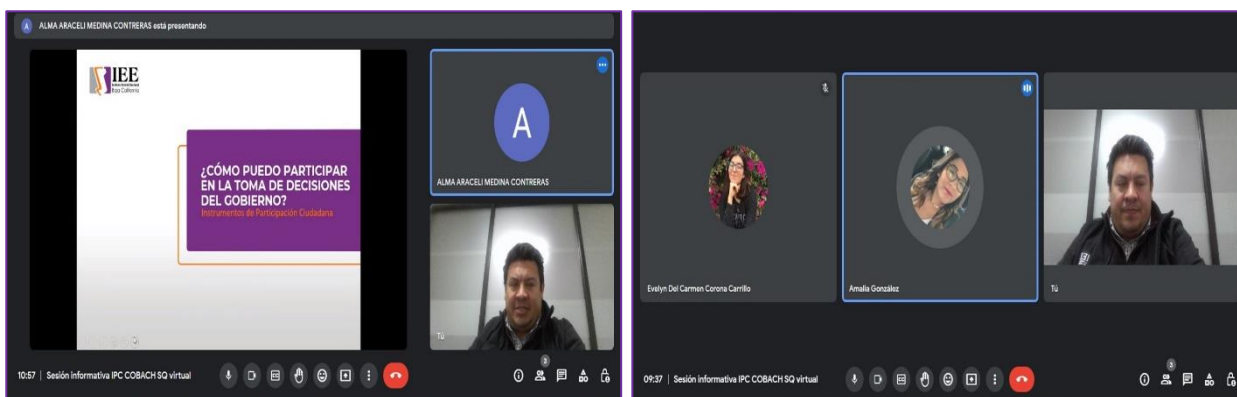 A
ALMA ARACELI MEDINA CONTRERAS está presentando
IEE
Baja California
¿CÓMO PUEDO PARTICIPAR
EN LA TOMA DE DECISIONES
DEL GOBIERNO?
Instrumentos de Participación Ciudadana
A
ALMA ARACELI MEDINA CONTRERAS
Tú
10:57 | Sesión informativa IPC COBACH SQ virtual
Evelyn Del Carmen Corona Carrillo
Amalia González
Tú
09:37 | Sesión informativa IPC COBACH SQ virtual
3